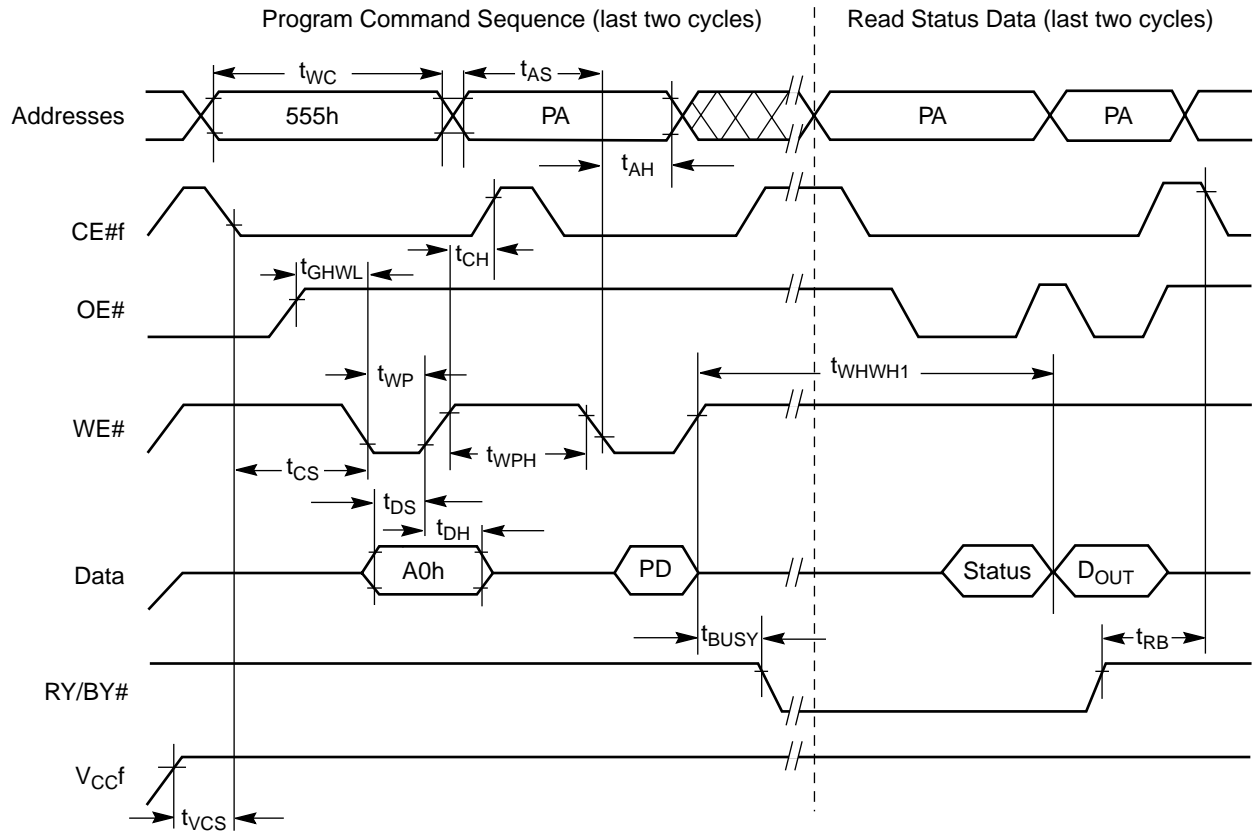 Program Command Sequence (last two cycles)
Read Status Data (last two cycles)
tWC
tAS
Addresses
555h
PA
PA
PA
tAH
CE#f
tCH
tGHWL
OE#
tWP
tWHWH1
WE#
tCS
tWPH
tDS
tDH
Data
A0h
PD
Status
DOUT
tBUSY
tRB
RY/BY#
VCCf
tVCS